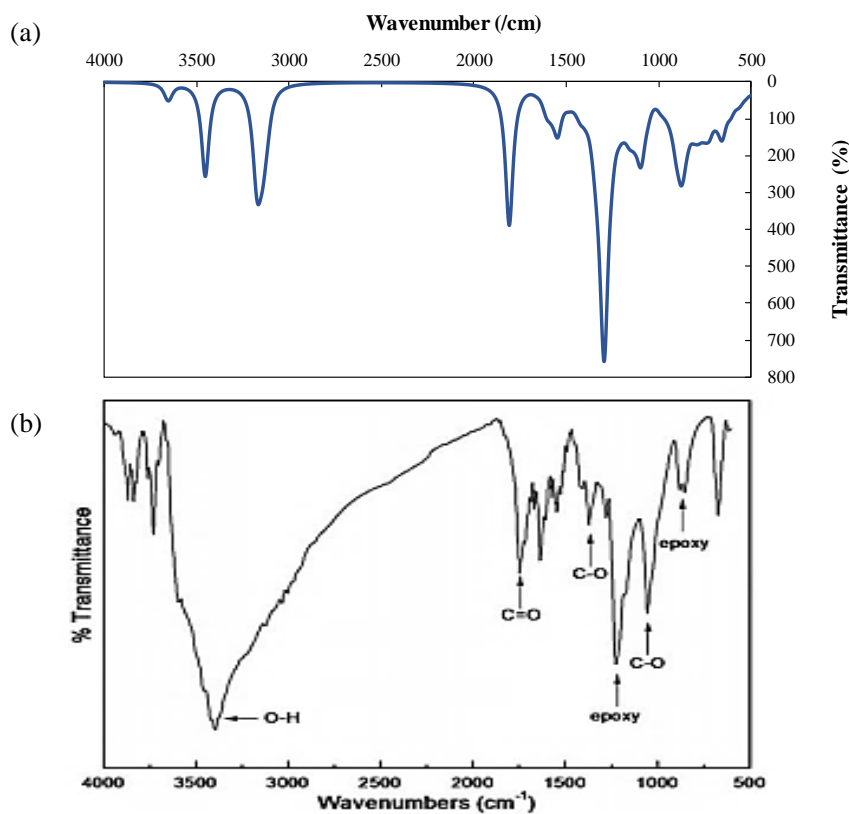 (a)
Wavenumber (/cm)
4000 3500 3000 2500 2000 1500 1000 500
0
100
200
300
400
500
600
700
800
Transmittance (%)
(b)
% Transmittance
O-H
C=O
C-O
epoxy
C-O
epoxy
4000 3500 3000 2500 2000 1500 1000 500
Wavenumbers (cm⁻¹)